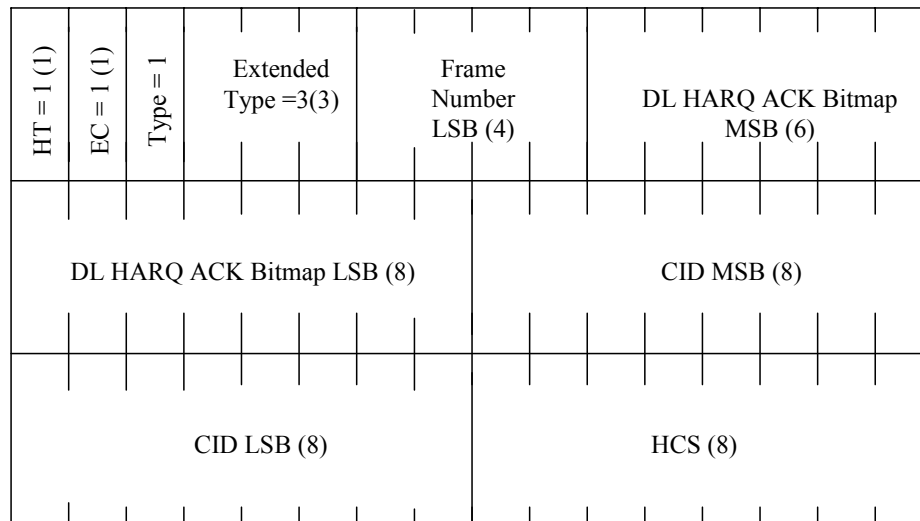 HT = 1 (1)
EC = 1 (1)
Type = 1
Extended
Type =3(3)
Frame
Number
LSB (4)
DL HARQ ACK Bitmap
MSB (6)
DL HARQ ACK Bitmap LSB (8)
CID MSB (8)
CID LSB (8)
HCS (8)